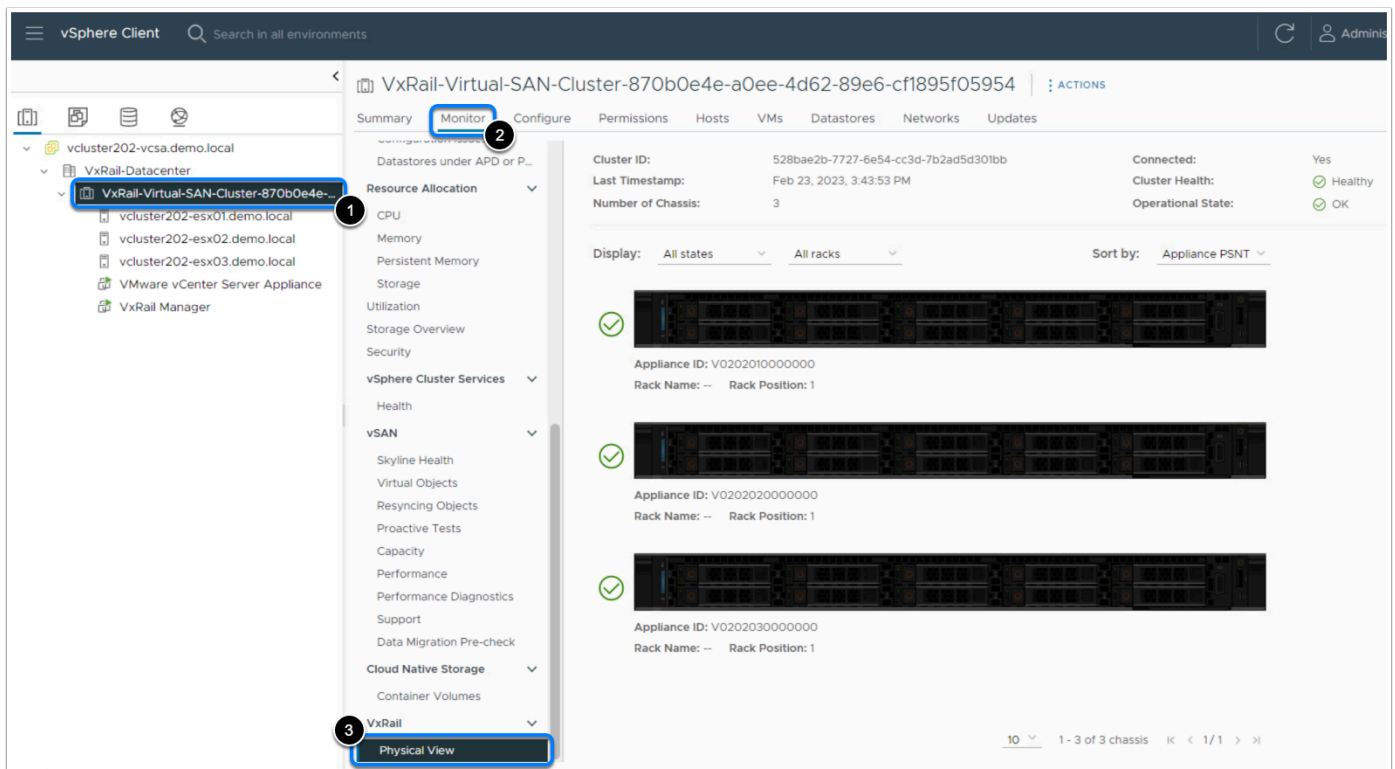 vSphere Client
Search in all environments
Adminis
VxRail-Virtual-SAN-Cluster-870b0e4e-a0ee-4d62-89e6-cf1895f05954
ACTIONS
Summary Monitor Configure Permissions Hosts VMs Datastores Networks Updates
2
vcluster202-vcsa.demo.local
VxRail-Datacenter
VxRail-Virtual-SAN-Cluster-870b0e4e-...
1
vcluster202-esx01.demo.local
vcluster202-esx02.demo.local
vcluster202-esx03.demo.local
VMware vCenter Server Appliance
VxRail Manager
Datastores under APD or P...
Resource Allocation
CPU
Memory
Persistent Memory
Storage
Utilization
Storage Overview
Security
vSphere Cluster Services
Health
vSAN
Skyline Health
Virtual Objects
Resyncing Objects
Proactive Tests
Capacity
Performance
Performance Diagnostics
Support
Data Migration Pre-check
Cloud Native Storage
Container Volumes
3
VxRail
Physical View
Cluster ID: 528bae2b-7727-6e54-cc3d-7b2ad5d301bb Connected: Yes
Last Timestamp: Feb 23, 2023, 3:43:53 PM Cluster Health: Healthy
Number of Chassis: 3 Operational State: OK
Display: All states All racks Sort by: Appliance PSNT
Appliance ID: V0202010000000
Rack Name: -- Rack Position: 1
Appliance ID: V0202020000000
Rack Name: -- Rack Position: 1
Appliance ID: V0202030000000
Rack Name: -- Rack Position: 1
10 1 - 3 of 3 chassis 1 / 1